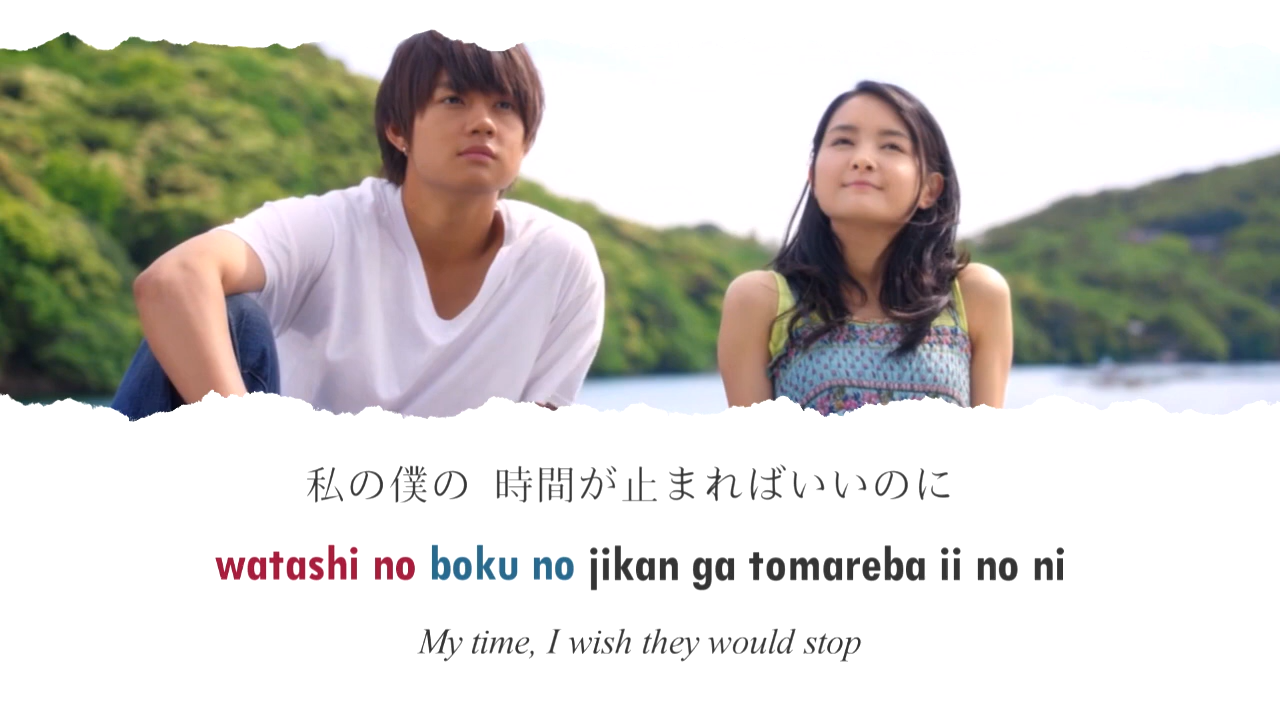 私の僕の 時間が止まればいいのに
watashi no boku no jikan ga tomareba ii no ni
My time, I wish they would stop